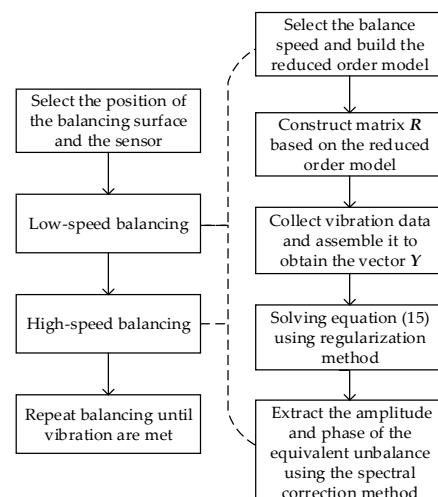 Select the position of
the balancing surface
and the sensor
Low-speed balancing
High-speed balancing
Repeat balancing until
vibration are met
Select the balance
speed and build the
reduced order model
Construct matrix R
based on the reduced
order model
Collect vibration data
and assemble it to
obtain the vector Y
Solving equation (15)
using regularization
method
Extract the amplitude
and phase of the
equivalent unbalance
using the spectral
correction method